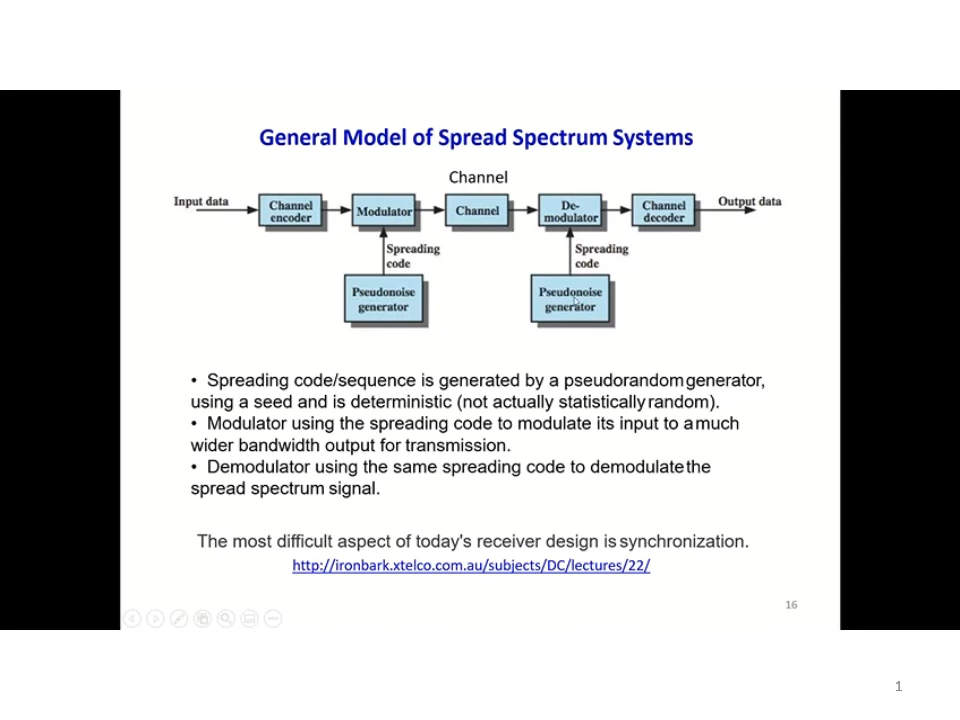 General Model of Spread Spectrum Systems
Channel
Input data
Channel encoder
Modulator
Channel
De-modulator
Channel decoder
Output data
Spreading code
Spreading code
Pseudonoise generator
Pseudonoise generator
• Spreading code/sequence is generated by a pseudorandom generator,
using a seed and is deterministic (not actually statistically random).
• Modulator using the spreading code to modulate its input to a much
wider bandwidth output for transmission.
• Demodulator using the same spreading code to demodulate the
spread spectrum signal.
The most difficult aspect of today's receiver design is synchronization.
http://ironbark.xtelco.com.au/subjects/DC/lectures/22/
16
1